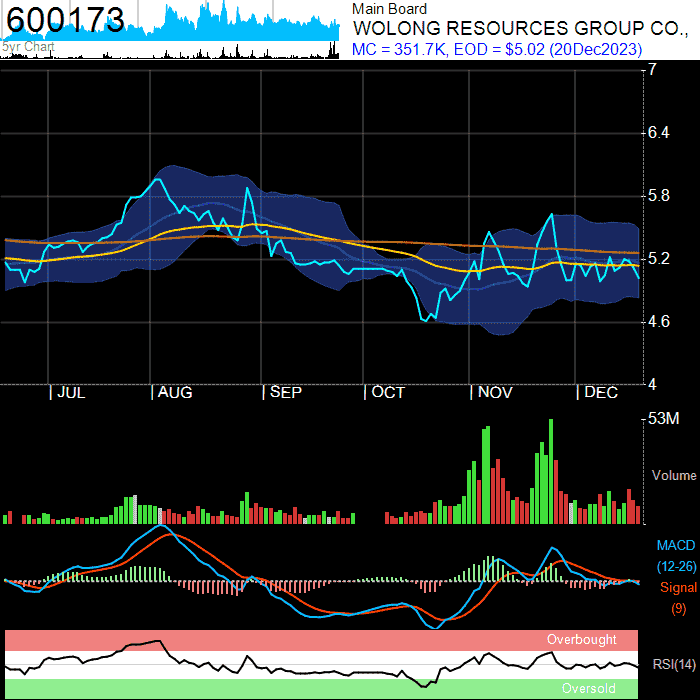 600173
5yr Chart
Main Board
WOLONG RESOURCES GROUP CO.,
MC = 351.7K, EOD = $5.02 (20Dec2023)
7
6.4
5.8
5.2
4.6
4
| JUL | AUG | SEP | OCT | NOV | DEC
53M
Volume
MACD
(12-26)
Signal
(9)
Overbought
RSI(14)
Oversold